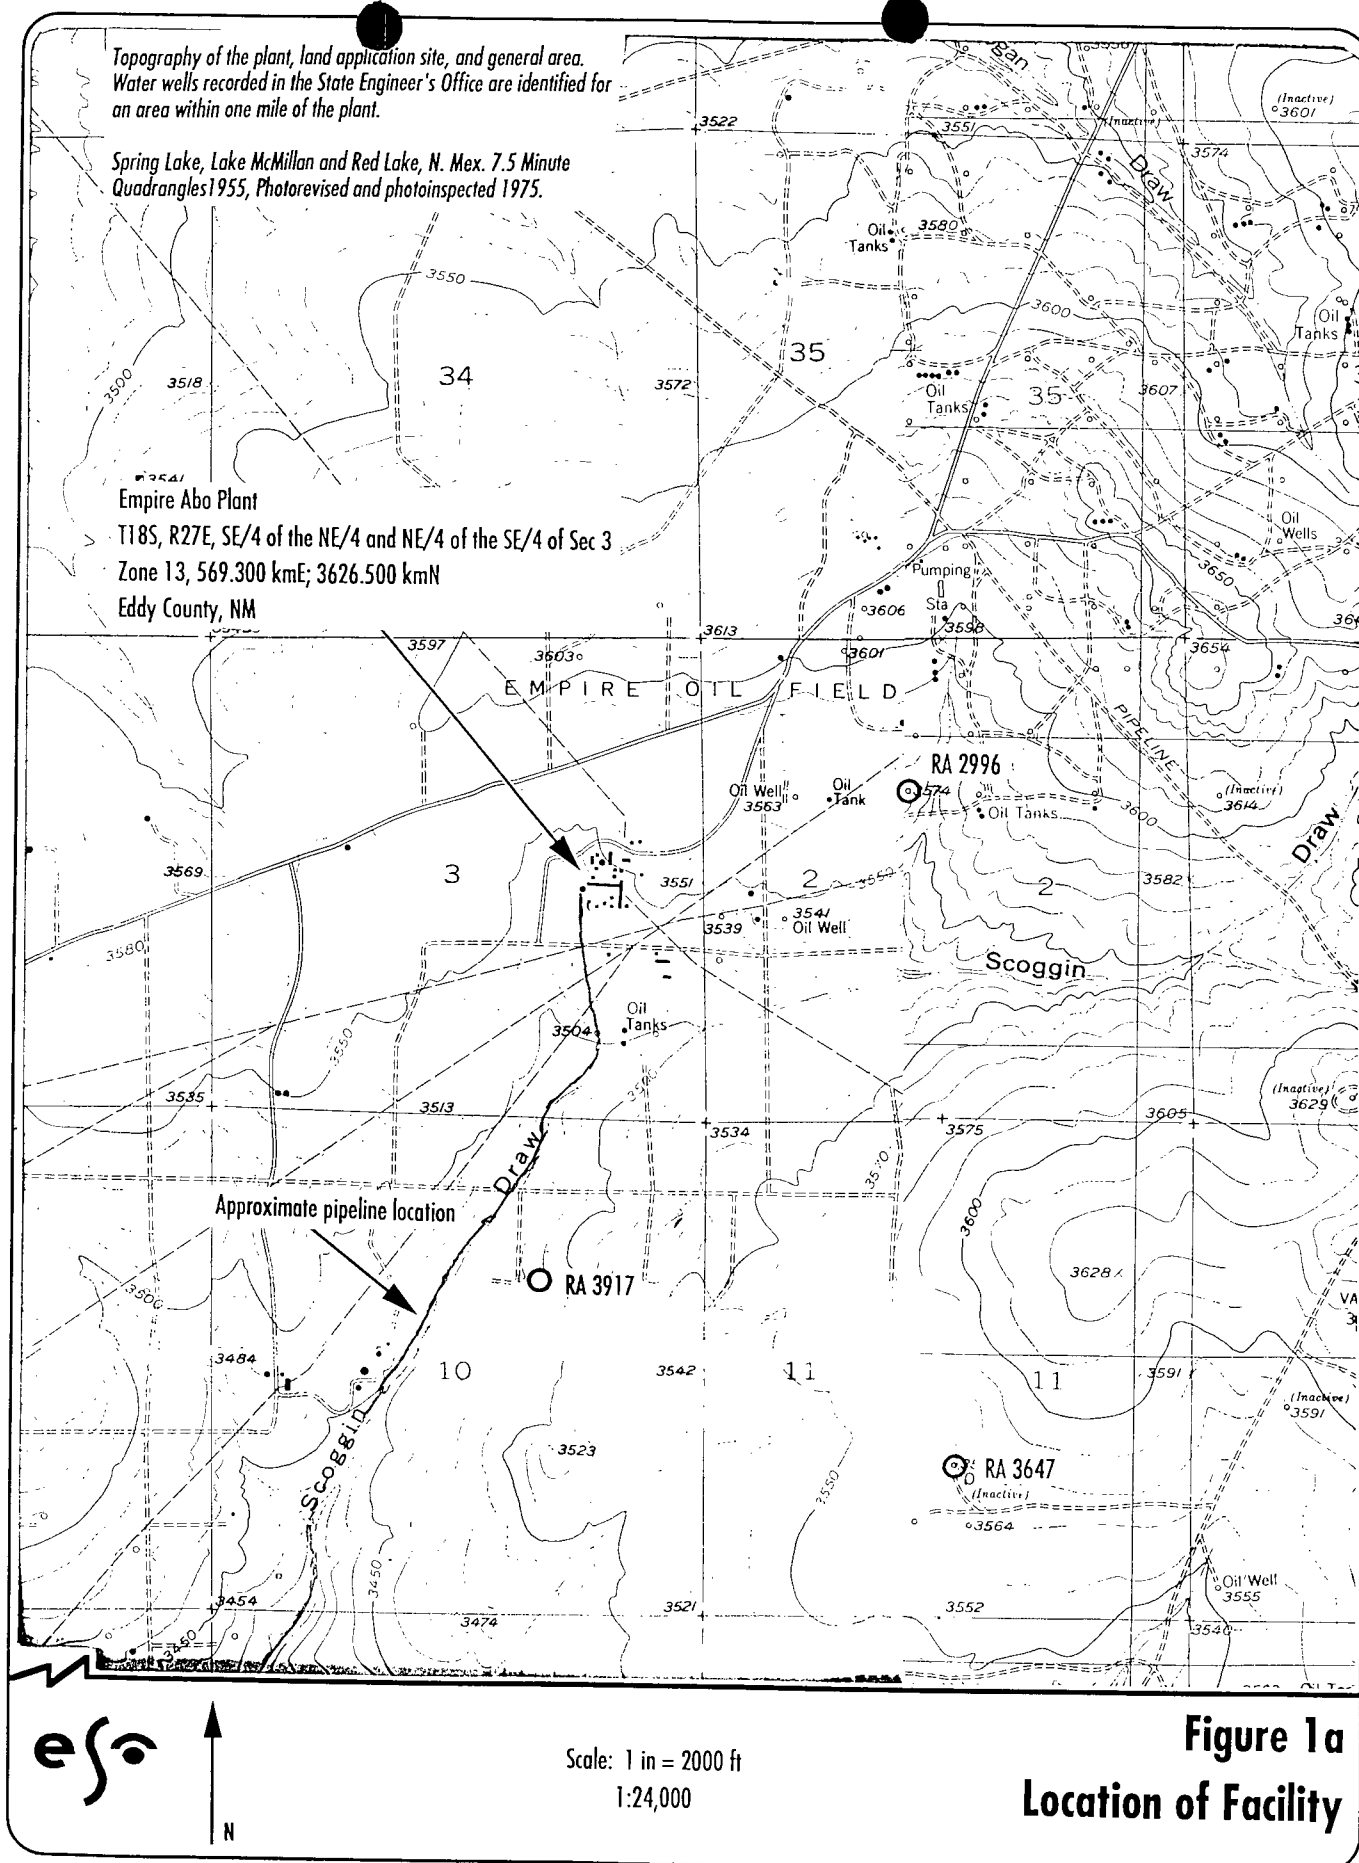 Topography of the plant, land application site, and general area.
Water wells recorded in the State Engineer's Office are identified for
an area within one mile of the plant.
Spring Lake, Lake McMillan and Red Lake, N. Mex. 7.5 Minute
Quadrangles1955, Photorevised and photoinspected 1975.
3522
3551
(Inactive)
(Inactive)
3601
3574
Draw
Oil
Tanks
3580
3550
3600
Oil
Tanks
3500
3518
34
3572
35
Oil
Tanks
35
3607
3541
Empire Abo Plant
T18S, R27E, SE/4 of the NE/4 and NE/4 of the SE/4 of Sec 3
Zone 13, 569.300 kmE; 3626.500 kmN
Eddy County, NM
Oil
Wells
3650
Pumping
Sta
3606
3598
3597
3603
3613
3601
3654
EMPIRE OIL FIELD
PIPELINE
RA 2996
Oil Well
3563
Oil
Tank
3574
Oil Tanks
3600
(Inactive)
3614
Draw
3569
3
3551
2
3550
2
3582
3539
3541
Oil Well
3580
Scoggin
3504
Oil
Tanks
3550
3500
(Inactive)
3629
3535
3513
3534
3575
3605
Draw
Approximate pipeline location
3600
3628
3500
RA 3917
VA
3484
10
3542
11
11
3591
(Inactive)
3591
Scoggin
3523
3550
RA 3647
(Inactive)
3564
3450
Oil Well
3555
3454
3474
3521
3552
3540
3450
eso
N
Scale: 1 in = 2000 ft
1:24,000
Figure 1a
Location of Facility